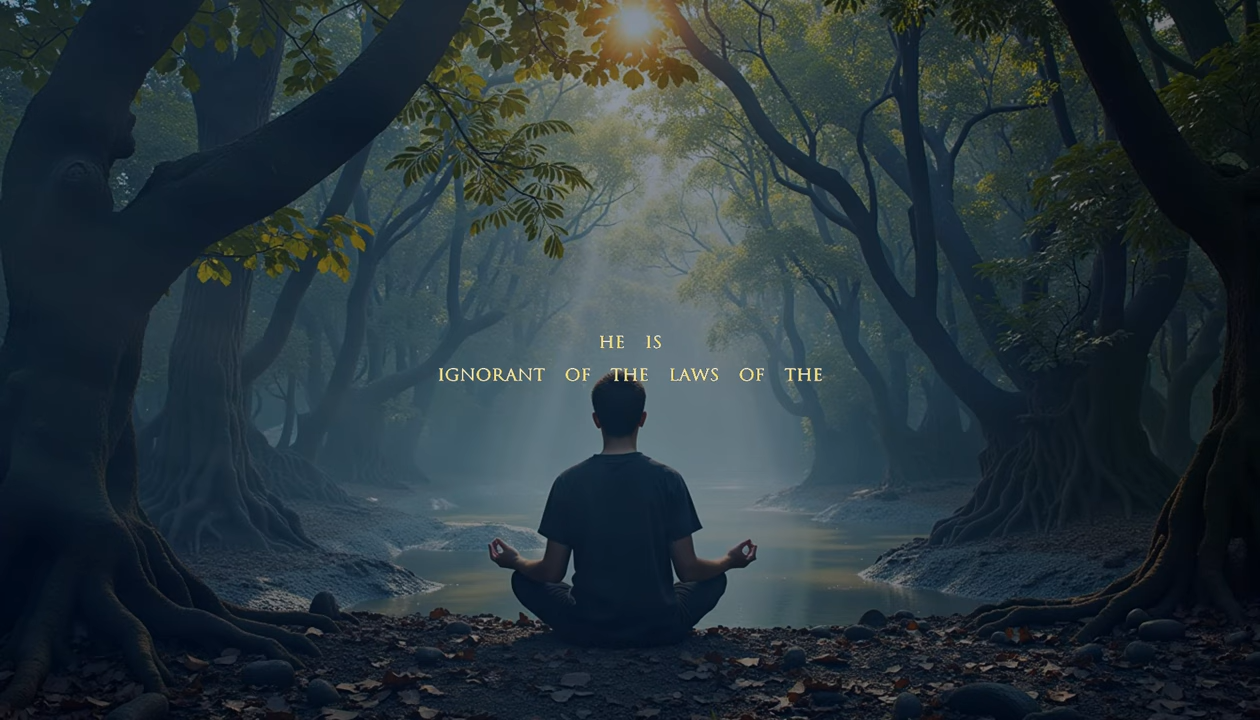 HE IS
IGNORANT OF THE LAWS OF THE